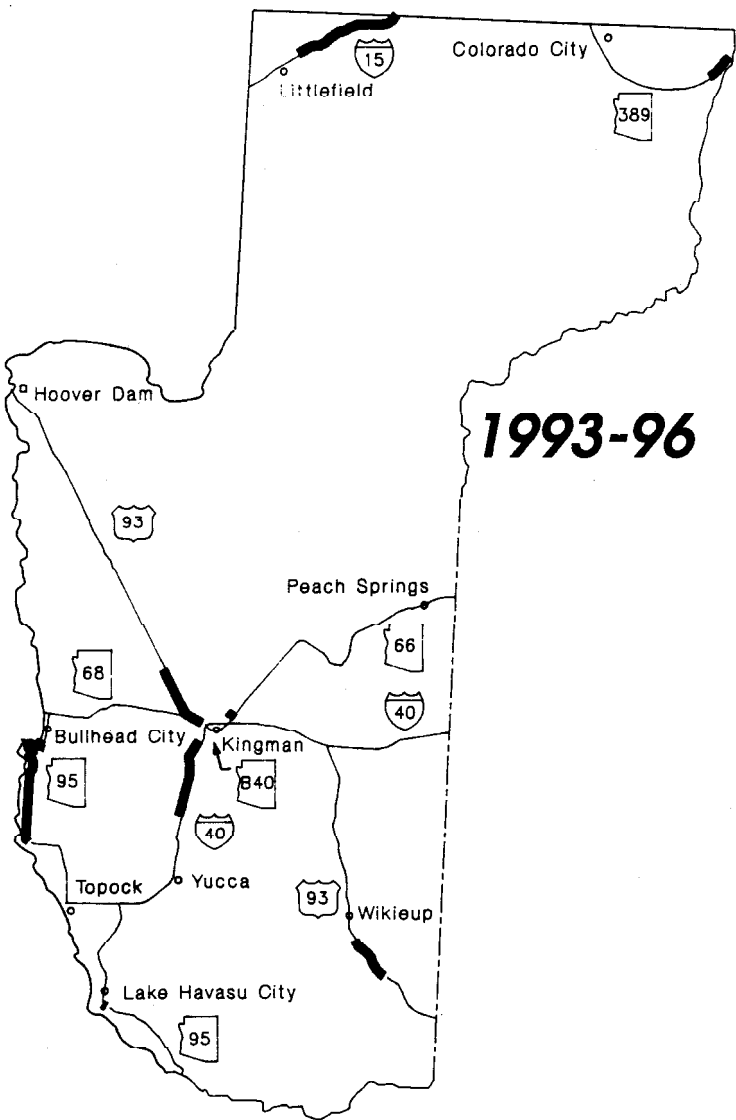 15
Colorado City
Littlefield
389
Hoover Dam
1993-96
93
Peach Springs
66
68
40
Bullhead City
Kingman
95
B40
40
Topock
Yucca
93
Wikieup
Lake Havasu City
95